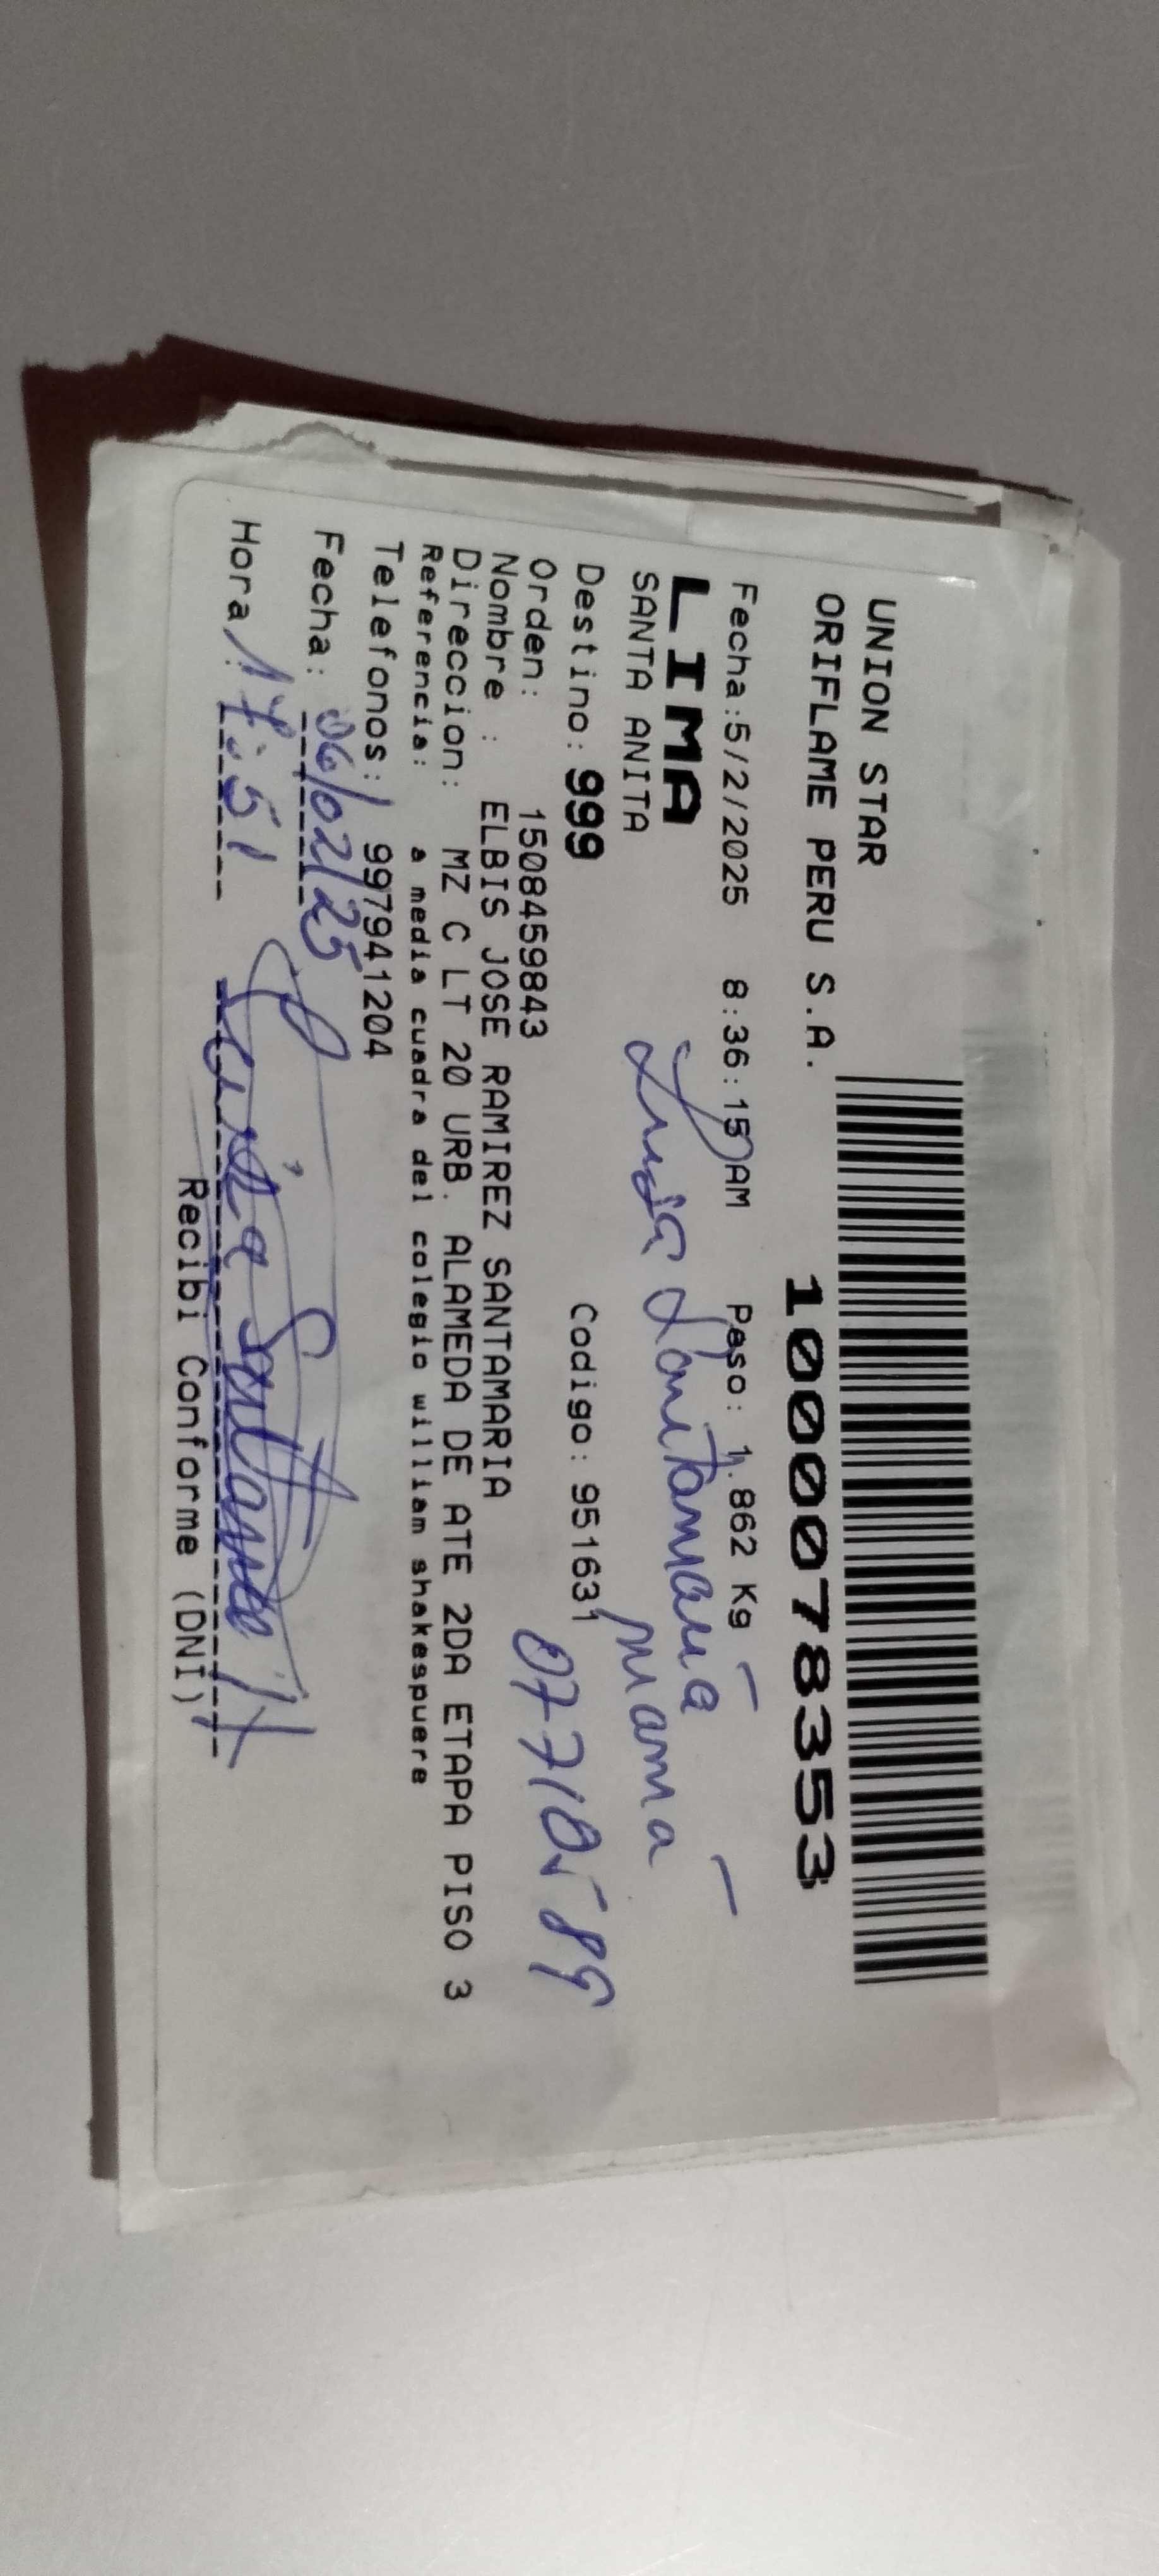 UNION STAR
ORIFLAME PERU S.A.
1000078353
Fecha:5/2/2025 8:36:15 AM Peso: 1.862 Kg
LIMA
SANTA ANITA
Santamaria
mama
Destino: 999 Codigo: 951631
07710589
Orden: 1508459843
Nombre : ELBIS JOSE RAMIREZ SANTAMARIA
Direccion: MZ C LT 20 URB. ALAMEDA DE ATE 2DA ETAPA PISO 3
Referencia: a media cuadra del colegio william shakespuere
Telefonos: 997941204
Fecha: 06/02/25
Hora: 17:51
Recibi Conforme (DNI)